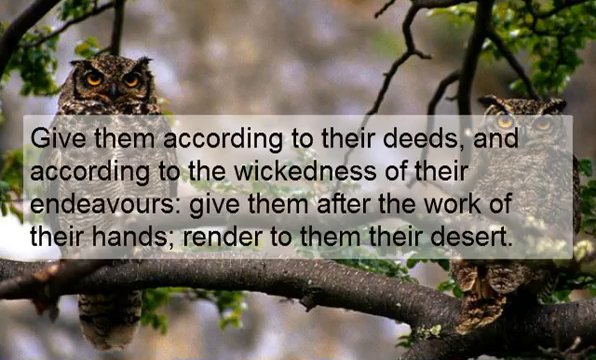 Give them according to their deeds, and
according to the wickedness of their
endeavours: give them after the work of
their hands; render to them their desert.